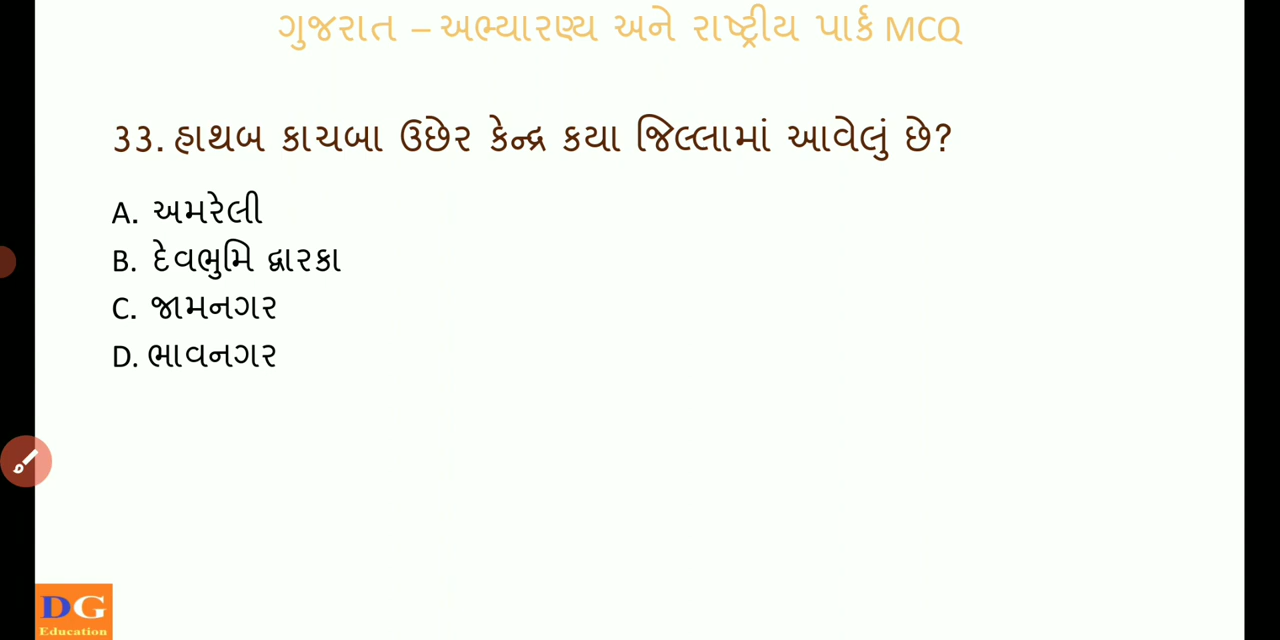 ગુજરાત – અભ્યારણ્ય અને રાષ્ટ્રીય પાર્ક MCQ
33. હાથબ કાચબા ઉછેર કેન્દ્ર કયા જિલ્લામાં આવેલું છે?
A. અમરેલી
B. દેવભુમિ દ્વારકા
C. જામનગર
D. ભાવનગર
DG
Education